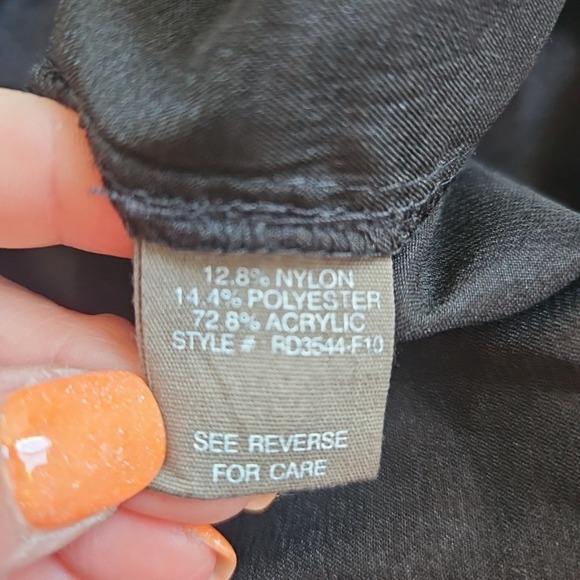 12.8% NYLON
14.4% POLYESTER
72.8% ACRYLIC
STYLE # RD3544-F10
SEE REVERSE
FOR CARE